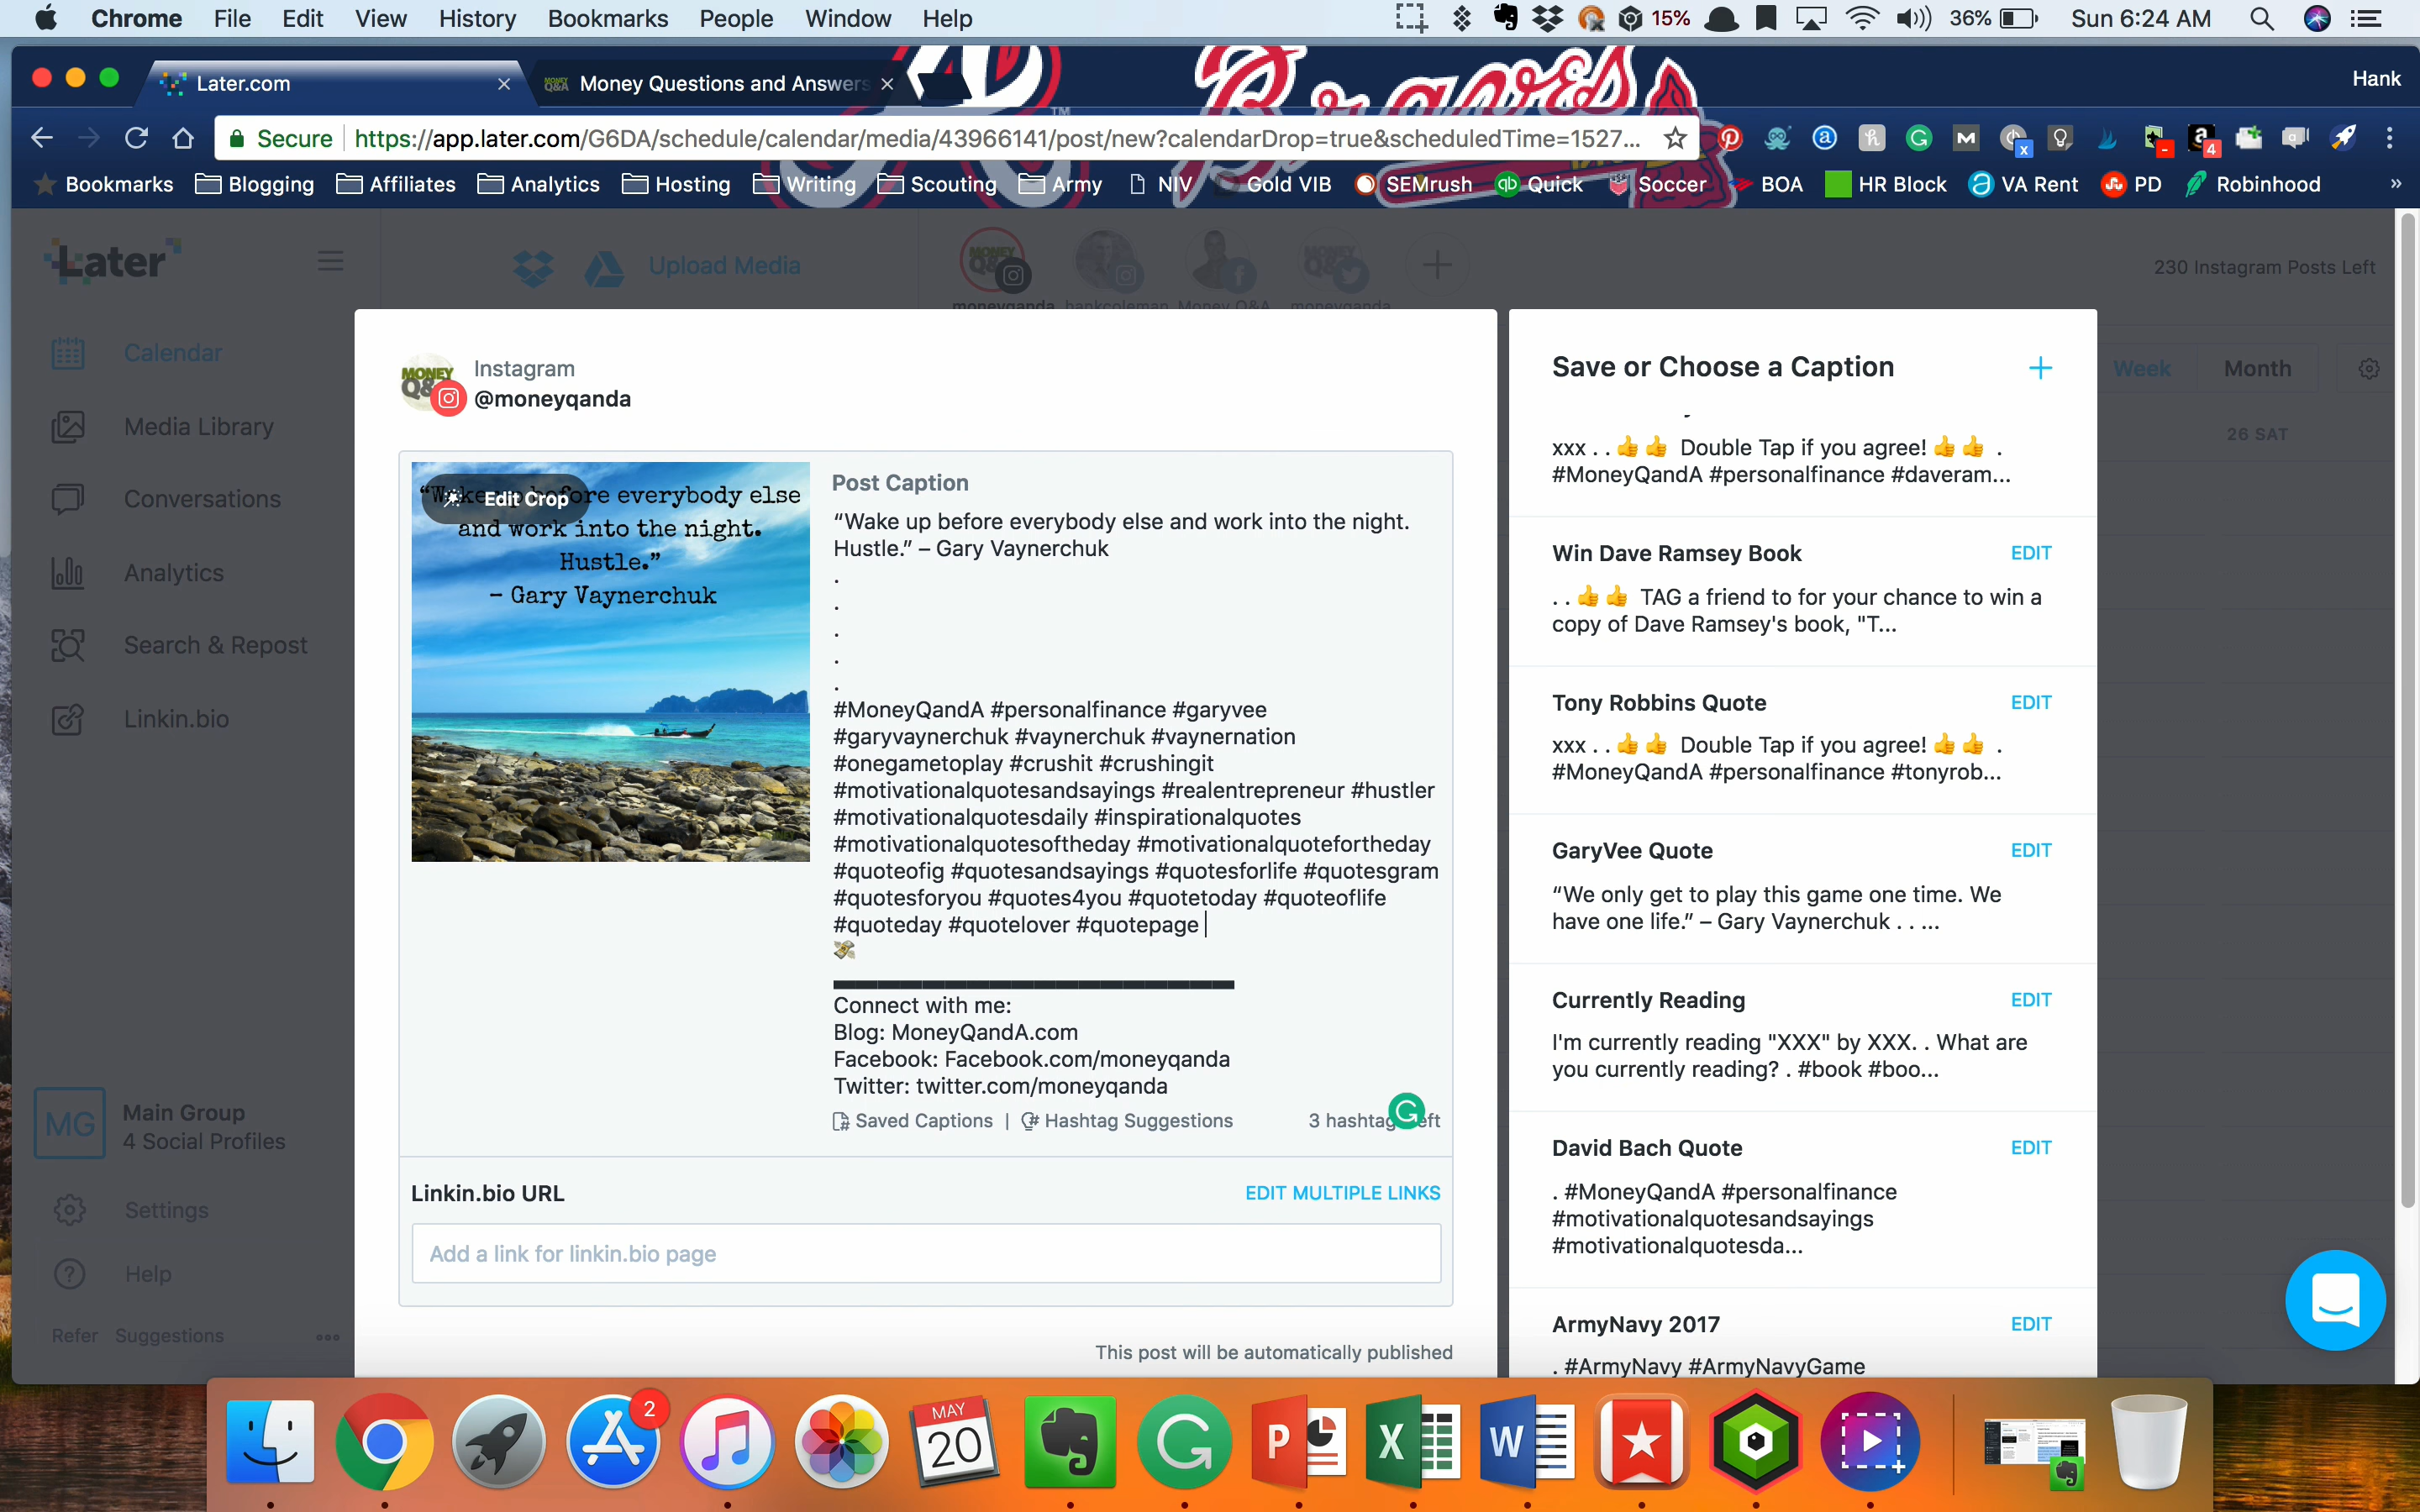 Chrome File Edit View History Bookmarks People Window Help 15% 36% Sun 6:24 AM
Later.com Money Questions and Answers Braves Hank
Secure https://app.later.com/G6DA/schedule/calendar/media/43966141/post/new?calendarDrop=true&scheduledTime=1527...
Bookmarks Blogging Affiliates Analytics Hosting Writing Scouting Army NIV Gold VIB SEMrush Quick Soccer BOA HR Block VA Rent PD Robinhood »
Later Upload Media 230 Instagram Posts Left
moneyqanda hankcoleman Money Q&A moneyqanda
Calendar
Media Library
Conversations
Analytics
Search & Repost
Linkin.bio
MG Main Group
4 Social Profiles
Settings
Help
Refer Suggestions
Week Month
26 SAT
MONEY Q& Instagram
@moneyqanda
Edit Crop
before everybody else
and work into the night.
Hustle.”
– Gary Vaynerchuk
Post Caption
“Wake up before everybody else and work into the night.
Hustle.” – Gary Vaynerchuk
.
.
.
.
.
#MoneyQandA #personalfinance #garyvee
#garyvaynerchuk #vaynerchuk #vaynernation
#onegametoplay #crushit #crushingit
#motivationalquotesandsayings #realentrepreneur #hustler
#motivationalquotesdaily #inspirationalquotes
#motivationalquotesoftheday #motivationalquotefortheday
#quoteofig #quotesandsayings #quotesforlife #quotesgram
#quotesforyou #quotes4you #quotetoday #quoteoflife
#quoteday #quotelover #quotepage
💸
Connect with me:
Blog: MoneyQandA.com
Facebook: Facebook.com/moneyqanda
Twitter: twitter.com/moneyqanda
Saved Captions | Hashtag Suggestions 3 hashtag
Linkin.bio URL EDIT MULTIPLE LINKS
Add a link for linkin.bio page
This post will be automatically published
Save or Choose a Caption +
xxx . . 👍👍 Double Tap if you agree! 👍👍 .
#MoneyQandA #personalfinance #daveram...
Win Dave Ramsey Book EDIT
. . 👍👍 TAG a friend to for your chance to win a
copy of Dave Ramsey's book, "T...
Tony Robbins Quote EDIT
xxx . . 👍👍 Double Tap if you agree! 👍👍 .
#MoneyQandA #personalfinance #tonyrob...
GaryVee Quote EDIT
“We only get to play this game one time. We
have one life.” – Gary Vaynerchuk . . ...
Currently Reading EDIT
I'm currently reading "XXX" by XXX. . What are
you currently reading? . #book #boo...
David Bach Quote EDIT
. #MoneyQandA #personalfinance
#motivationalquotesandsayings
#motivationalquotesda...
ArmyNavy 2017 EDIT
. #ArmyNavy #ArmyNavyGame
2 MAY 20